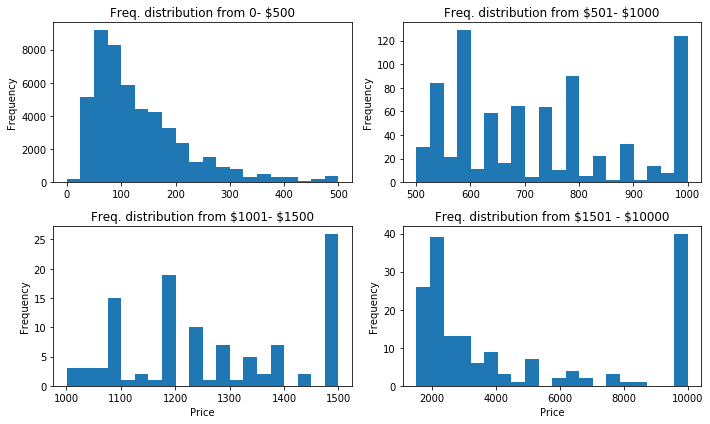 Freq. distribution from 0- $500
Frequency
8000
6000
4000
2000
0
0 100 200 300 400 500
Freq. distribution from $501- $1000
Frequency
120
100
80
60
40
20
0
500 600 700 800 900 1000
Freq. distribution from $1001- $1500
Frequency
25
20
15
10
5
0
1000 1100 1200 1300 1400 1500
Price
Freq. distribution from $1501 - $10000
Frequency
40
30
20
10
0
2000 4000 6000 8000 10000
Price